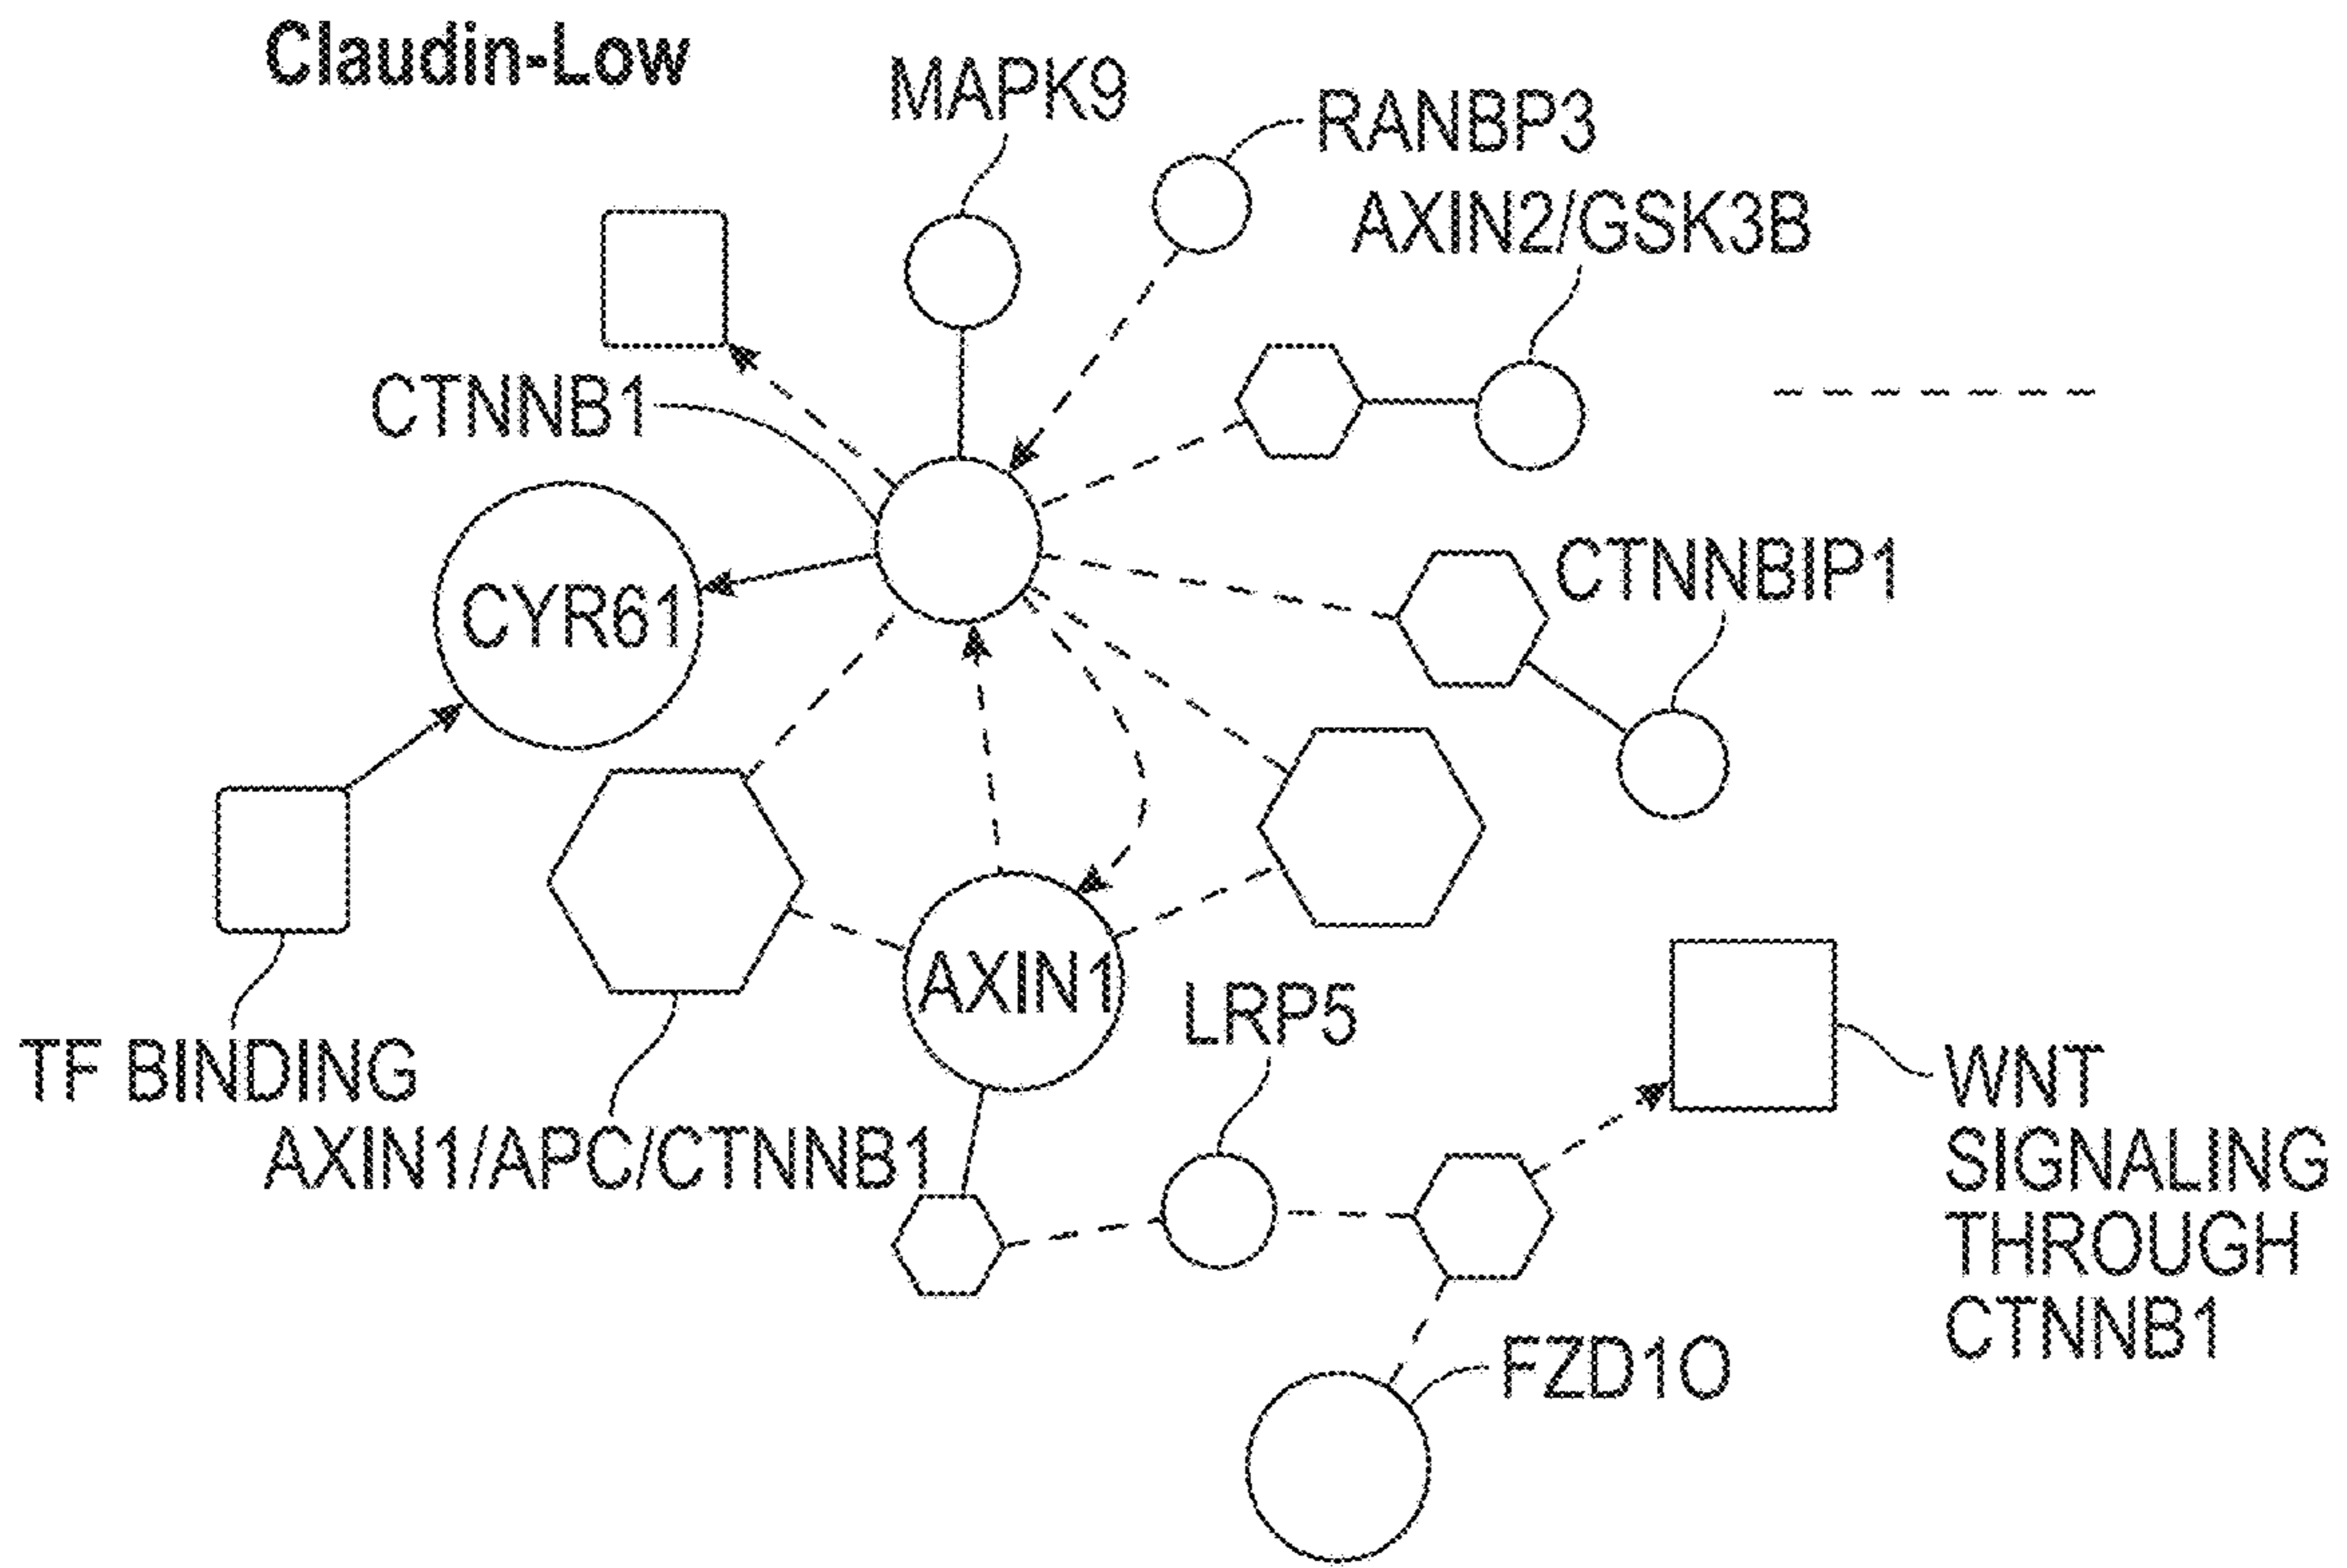 Claudin-Low
MAPK9
RANBP3
AXIN2/GSK3B
CTNNB1
CYR61
CTNNBIP1
AXIN1
LRP5
TF BINDING
AXIN1/APC/CTNNB1
WNT
SIGNALING
THROUGH
CTNNB1
FZD1O